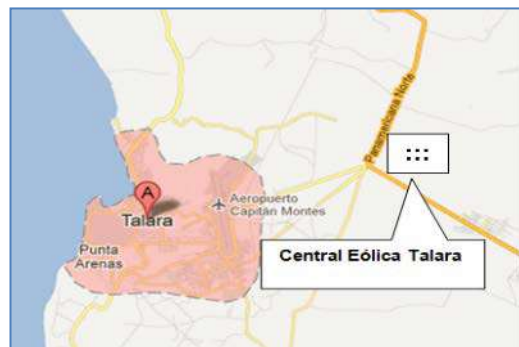 Panamericana Norte
:::
A
Aeropuerto
Capitán Montes
Talara
Punta
Arenas
Central Eólica Talara